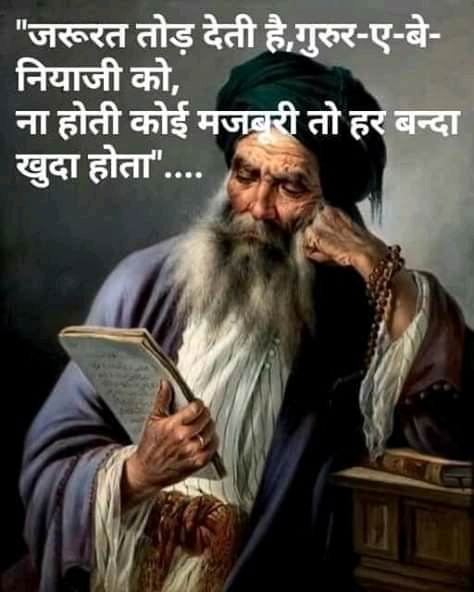 "जरूरत तोड़ देती है,गुरुर-ए-बे-
नियाजी को,
ना होती कोई मजबूरी तो हर बन्दा
खुदा होता"....